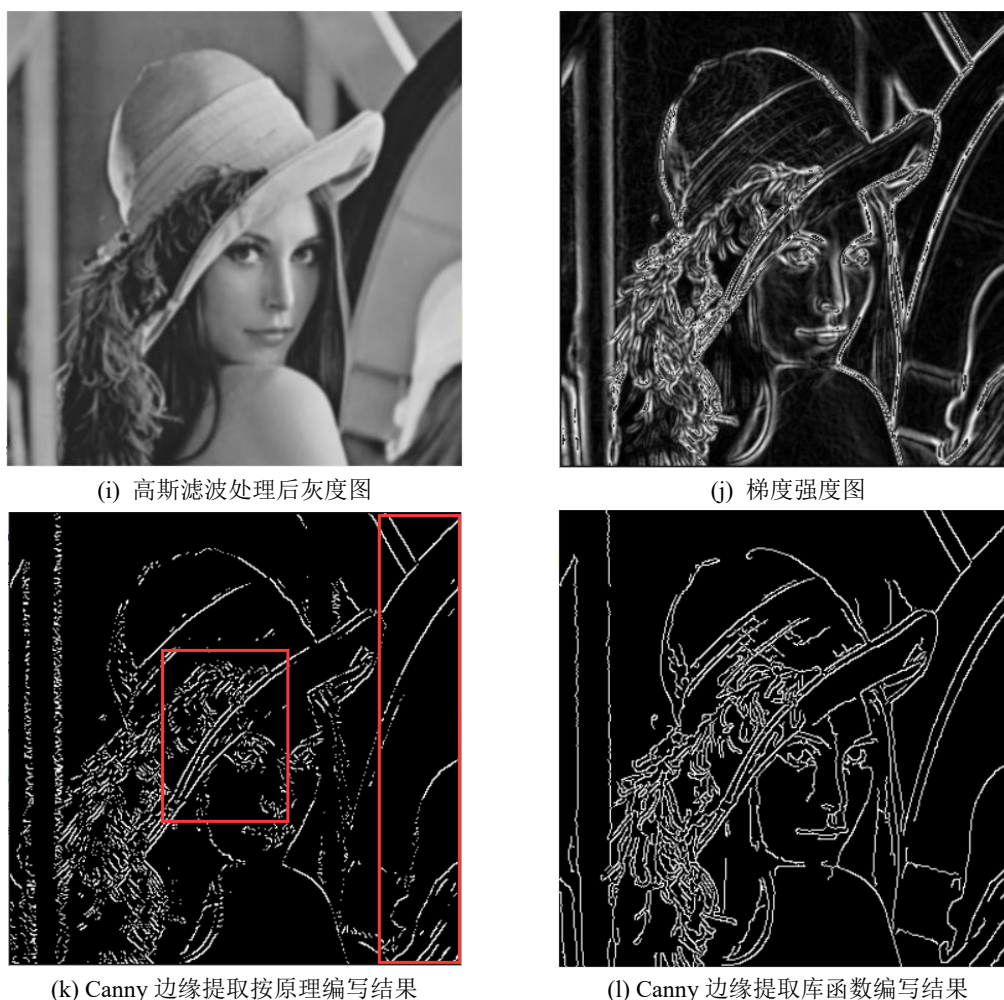 (i) 高斯滤波处理后灰度图
(j) 梯度强度图
(k) Canny 边缘提取按原理编写结果
(l) Canny 边缘提取库函数编写结果